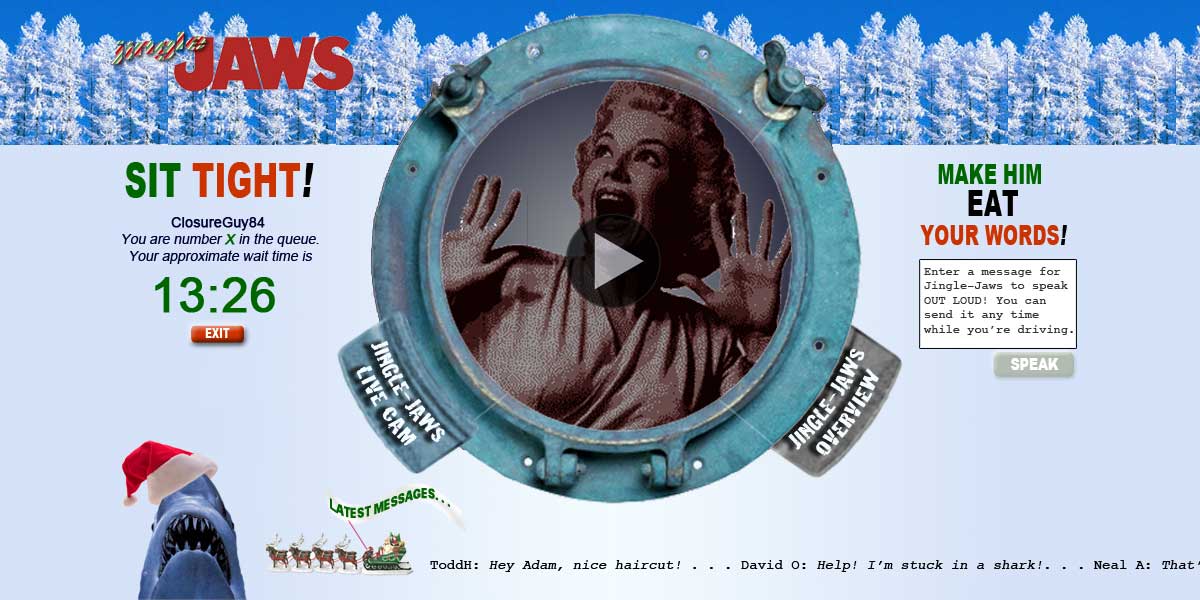 Jingle
JAWS
SIT TIGHT!
ClosureGuy84
You are number X in the queue.
Your approximate wait time is
13:26
EXIT
JINGLE-JAWS
LIVE CAM
JINGLE-JAWS
OVERVIEW
MAKE HIM
EAT
YOUR WORDS!
Enter a message for
Jingle-Jaws to speak
OUT LOUD! You can
send it any time
while you're driving.
SPEAK
LATEST MESSAGES...
ToddH: Hey Adam, nice haircut! . . . David O: Help! I'm stuck in a shark!. . . Neal A: That'